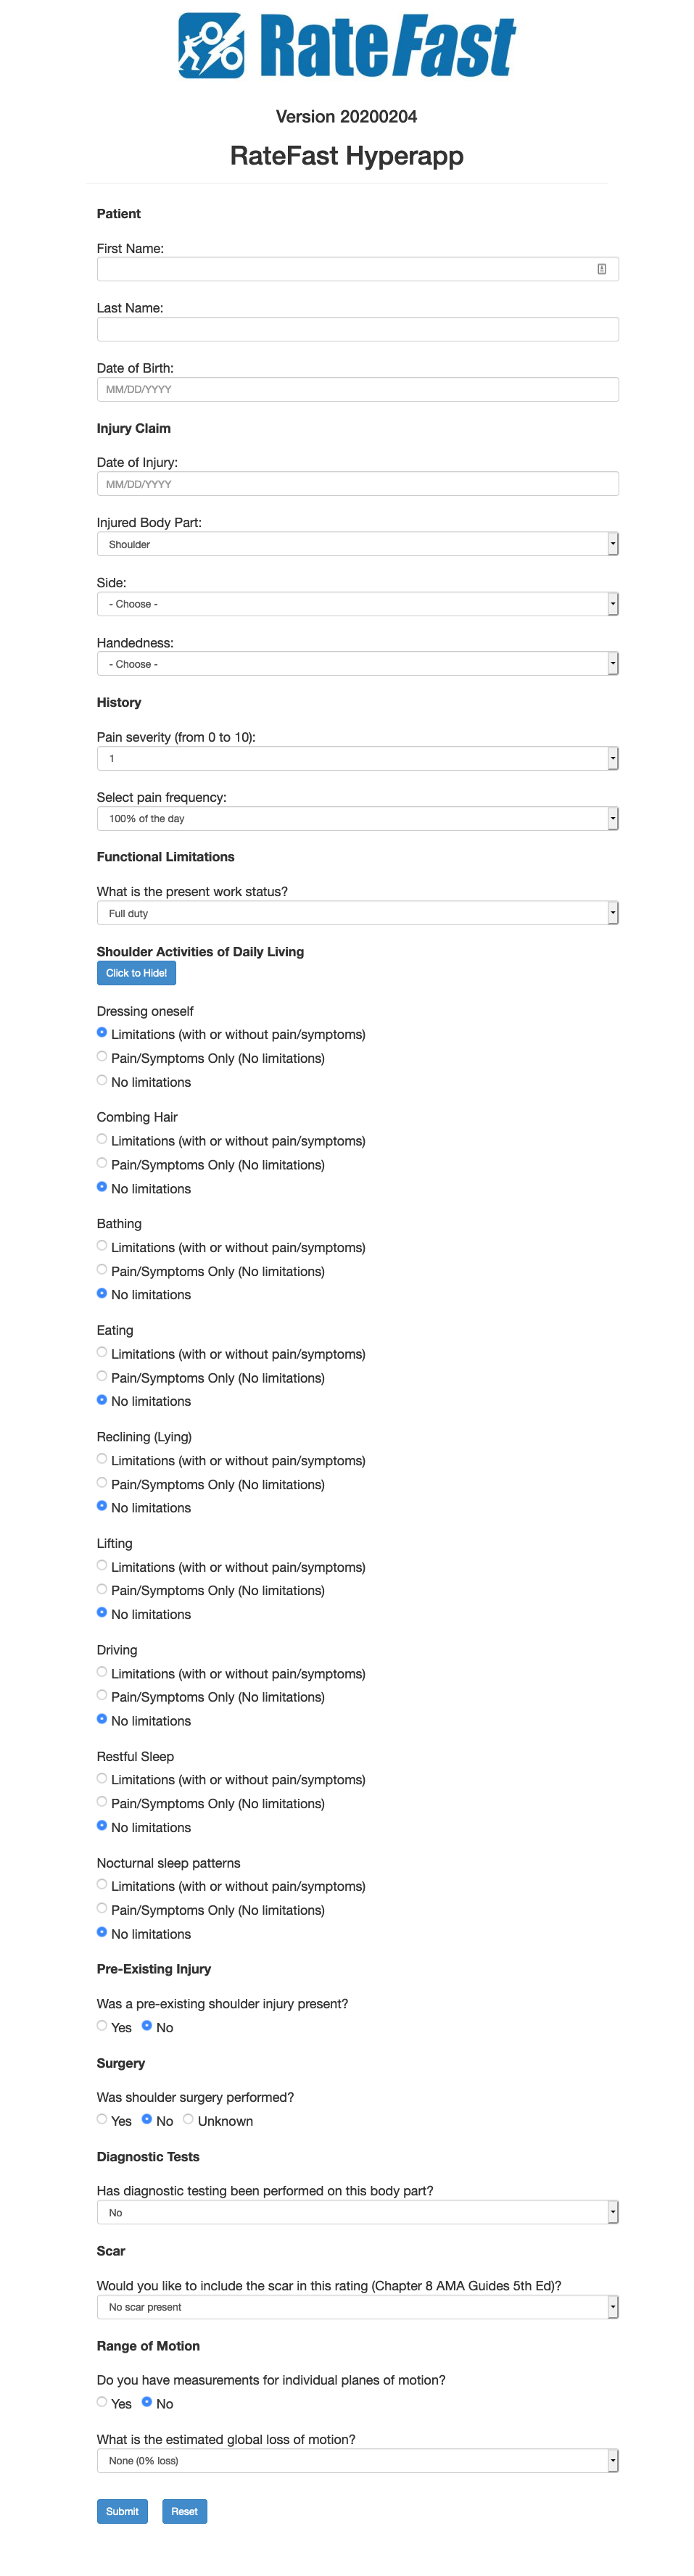 RateFast
Version 20200204
RateFast Hyperapp
Patient
First Name:
Last Name:
Date of Birth:
MM/DD/YYYY
Injury Claim
Date of Injury:
MM/DD/YYYY
Injured Body Part:
Shoulder
Side:
- Choose -
Handedness:
- Choose -
History
Pain severity (from 0 to 10):
1
Select pain frequency:
100% of the day
Functional Limitations
What is the present work status?
Full duty
Shoulder Activities of Daily Living
Click to Hide!
Dressing oneself
Limitations (with or without pain/symptoms)
Pain/Symptoms Only (No limitations)
No limitations
Combing Hair
Limitations (with or without pain/symptoms)
Pain/Symptoms Only (No limitations)
No limitations
Bathing
Limitations (with or without pain/symptoms)
Pain/Symptoms Only (No limitations)
No limitations
Eating
Limitations (with or without pain/symptoms)
Pain/Symptoms Only (No limitations)
No limitations
Reclining (Lying)
Limitations (with or without pain/symptoms)
Pain/Symptoms Only (No limitations)
No limitations
Lifting
Limitations (with or without pain/symptoms)
Pain/Symptoms Only (No limitations)
No limitations
Driving
Limitations (with or without pain/symptoms)
Pain/Symptoms Only (No limitations)
No limitations
Restful Sleep
Limitations (with or without pain/symptoms)
Pain/Symptoms Only (No limitations)
No limitations
Nocturnal sleep patterns
Limitations (with or without pain/symptoms)
Pain/Symptoms Only (No limitations)
No limitations
Pre-Existing Injury
Was a pre-existing shoulder injury present?
Yes No
Surgery
Was shoulder surgery performed?
Yes No Unknown
Diagnostic Tests
Has diagnostic testing been performed on this body part?
No
Scar
Would you like to include the scar in this rating (Chapter 8 AMA Guides 5th Ed)?
No scar present
Range of Motion
Do you have measurements for individual planes of motion?
Yes No
What is the estimated global loss of motion?
None (0% loss)
Submit Reset